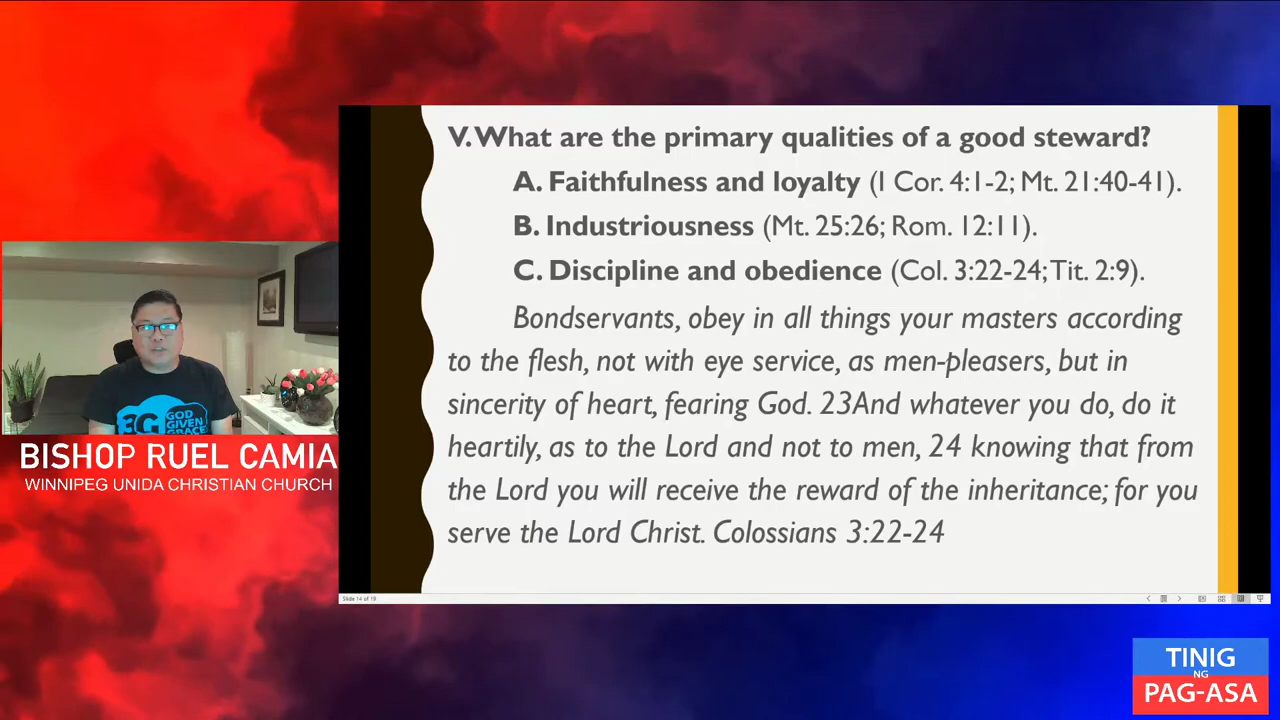 V. What are the primary qualities of a good steward?
A. Faithfulness and loyalty (I Cor. 4:1-2; Mt. 21:40-41).
B. Industriousness (Mt. 25:26; Rom. 12:11).
C. Discipline and obedience (Col. 3:22-24; Tit. 2:9).
Bondservants, obey in all things your masters according
to the flesh, not with eye service, as men-pleasers, but in
sincerity of heart, fearing God. 23And whatever you do, do it
heartily, as to the Lord and not to men, 24 knowing that from
the Lord you will receive the reward of the inheritance; for you
serve the Lord Christ. Colossians 3:22-24
Slide 14 of 19
3G GOD
GIVEN
GRACE
BISHOP RUEL CAMIA
WINNIPEG UNIDA CHRISTIAN CHURCH
TINIG
NG
PAG-ASA